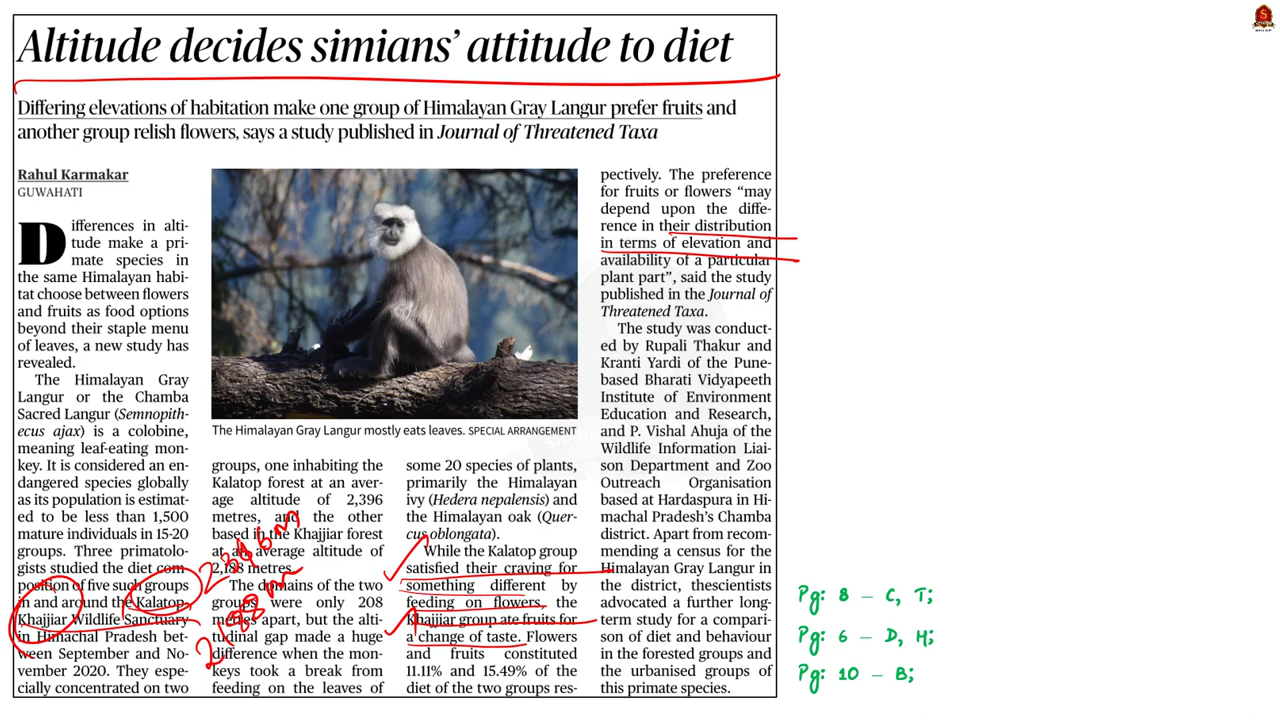 Altitude decides simians’ attitude to diet
Differing elevations of habitation make one group of Himalayan Gray Langur prefer fruits and
another group relish flowers, says a study published in Journal of Threatened Taxa
Rahul Karmakar
GUWAHATI
Differences in alti-
tude make a pri-
mate species in
the same Himalayan habi-
tat choose between flowers
and fruits as food options
beyond their staple menu
of leaves, a new study has
revealed.
The Himalayan Gray
Langur or the Chamba
Sacred Langur (Semnopith-
ecus ajax) is a colobine,
meaning leaf-eating mon-
key. It is considered an en-
dangered species globally
as its population is estimat-
ed to be less than 1,500
mature individuals in 15-20
groups. Three primatolo-
gists studied the diet com-
position of five such groups
in and around the Kalatop
Khajjiar Wildlife Sanctuary
in Himachal Pradesh bet-
ween September and No-
vember 2020. They espe-
cially concentrated on two
The Himalayan Gray Langur mostly eats leaves. SPECIAL ARRANGEMENT
groups, one inhabiting the
Kalatop forest at an aver-
age altitude of 2,396
metres, and the other
based in the Khajjiar forest
at an average altitude of
2,188 metres.
The domains of the two
groups were only 208
metres apart, but the alti-
tudinal gap made a huge
difference when the mon-
keys took a break from
feeding on the leaves of
2396m
2188m
some 20 species of plants,
primarily the Himalayan
ivy (Hedera nepalensis) and
the Himalayan oak (Quer-
cus oblongata).
While the Kalatop group
satisfied their craving for
something different by
feeding on flowers, the
Khajjiar group ate fruits for
a change of taste. Flowers
and fruits constituted
11.11% and 15.49% of the
diet of the two groups res-
pectively. The preference
for fruits or flowers “may
depend upon the diffe-
rence in their distribution
in terms of elevation and
availability of a particular
plant part”, said the study
published in the Journal of
Threatened Taxa.
The study was conduct-
ed by Rupali Thakur and
Kranti Yardi of the Pune-
based Bharati Vidyapeeth
Institute of Environment
Education and Research,
and P. Vishal Ahuja of the
Wildlife Information Liai-
son Department and Zoo
Outreach Organisation
based at Hardaspura in Hi-
machal Pradesh’s Chamba
district. Apart from recom-
mending a census for the
Himalayan Gray Langur in
the district, thescientists
advocated a further long-
term study for a compari-
son of diet and behaviour
in the forested groups and
the urbanised groups of
this primate species.
Pg: 8 – C, T;
Pg: 6 – D, H;
Pg: 10 – B;